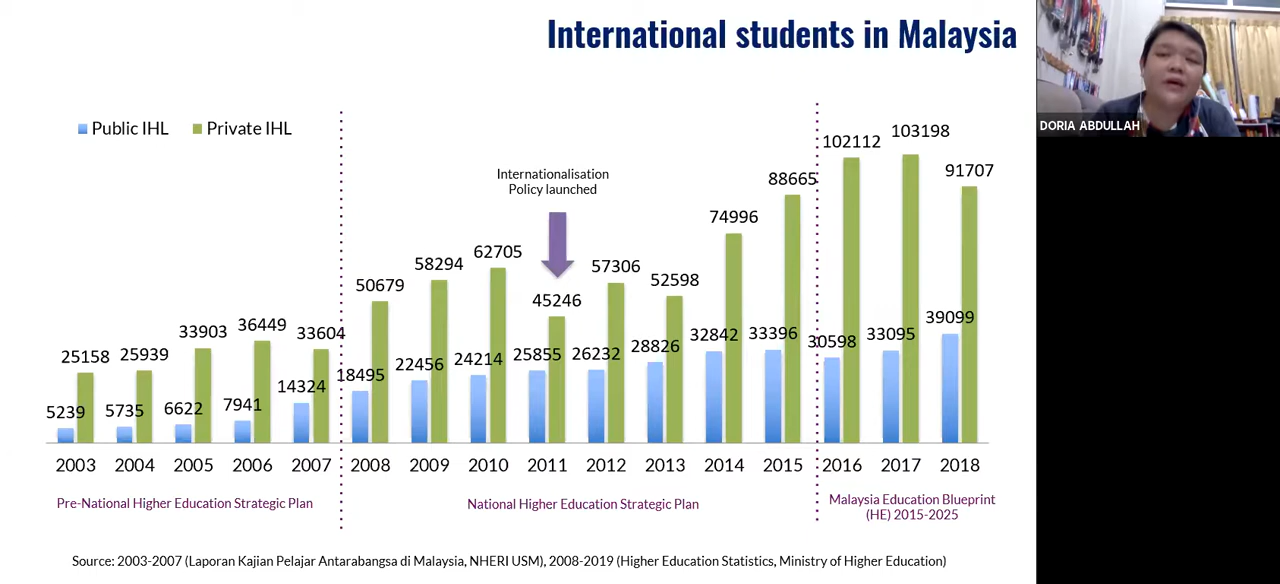 International students in Malaysia
DORIA ABDULLAH
Public IHL Private IHL
Internationalisation
Policy launched
25158 25939 33903 36449 33604 50679 58294 62705 45246 57306 52598 74996 88665 102112 103198 91707
5239 5735 6622 7941 14324 18495 22456 24214 25855 26232 28826 32842 33396 30598 33095 39099
2003 2004 2005 2006 2007 2008 2009 2010 2011 2012 2013 2014 2015 2016 2017 2018
Pre-National Higher Education Strategic Plan
National Higher Education Strategic Plan
Malaysia Education Blueprint
(HE) 2015-2025
Source: 2003-2007 (Laporan Kajian Pelajar Antarabangsa di Malaysia, NHERI USM), 2008-2019 (Higher Education Statistics, Ministry of Higher Education)